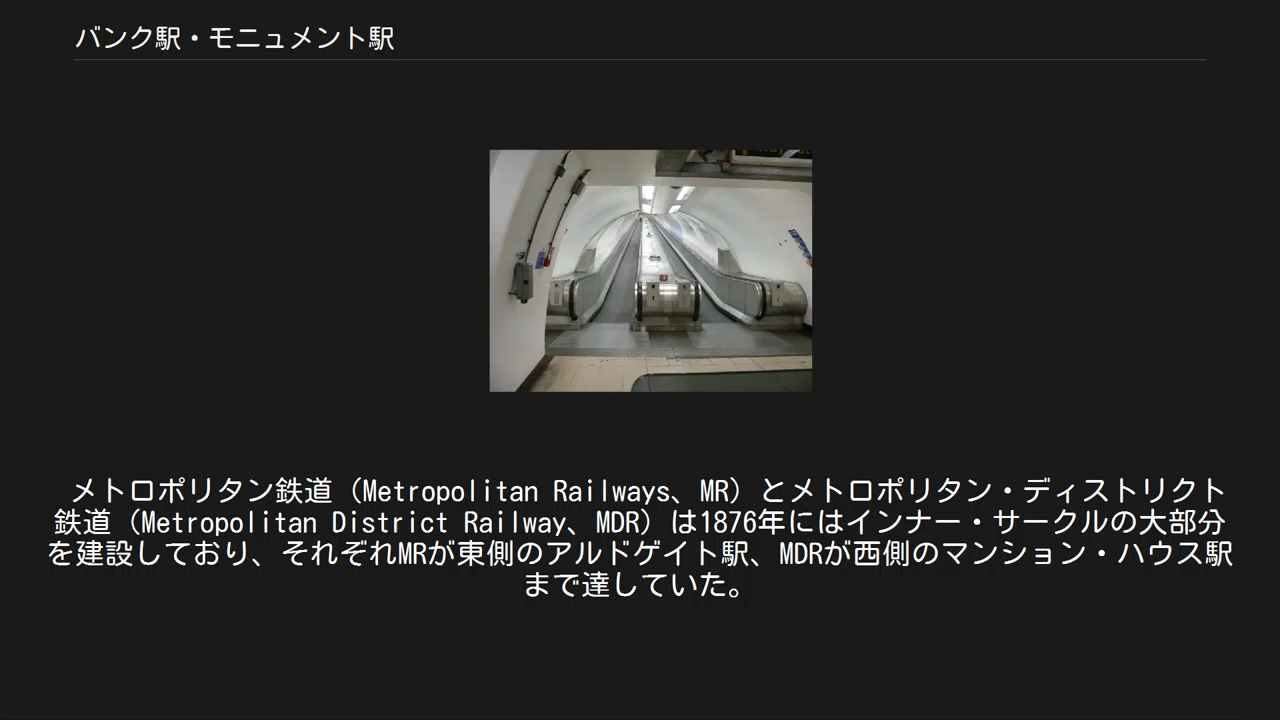 バンク駅・モニュメント駅
メトロポリタン鉄道（Metropolitan Railways、MR）とメトロポリタン・ディストリクト
鉄道（Metropolitan District Railway、MDR）は1876年にはインナー・サークルの大部分
を建設しており、それぞれMRが東側のアルドゲイト駅、MDRが西側のマンション・ハウス駅
まで達していた。